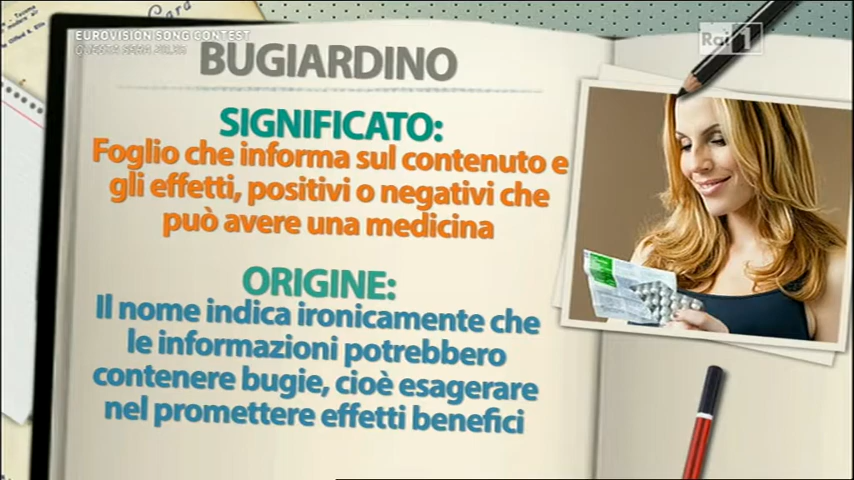 EUROVISION SONG CONTEST
BUGIARDINO
Rai 1
SIGNIFICATO:
Foglio che informa sul contenuto e
gli effetti, positivi o negativi che
può avere una medicina
ORIGINE:
Il nome indica ironicamente che
le informazioni potrebbero
contenere bugie, cioè esagerare
nel promettere effetti benefici